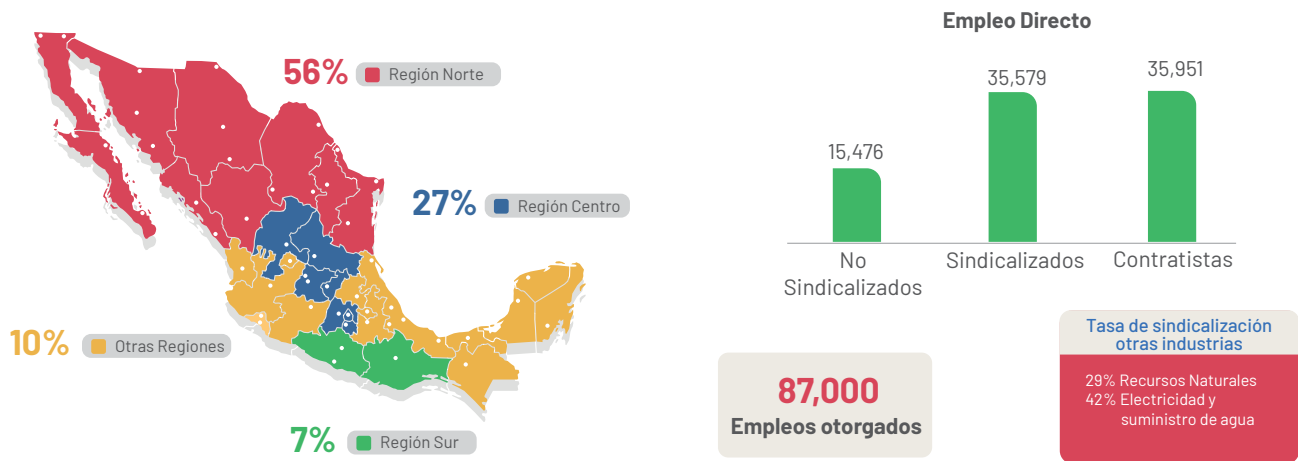 56% Región Norte
27% Región Centro
10% Otras Regiones
7% Región Sur
Empleo Directo
15,476
35,579
35,951
No
Sindicalizados
Sindicalizados
Contratistas
87,000
Empleos otorgados
Tasa de sindicalización
otras industrias
29% Recursos Naturales
42% Electricidad y
suministro de agua